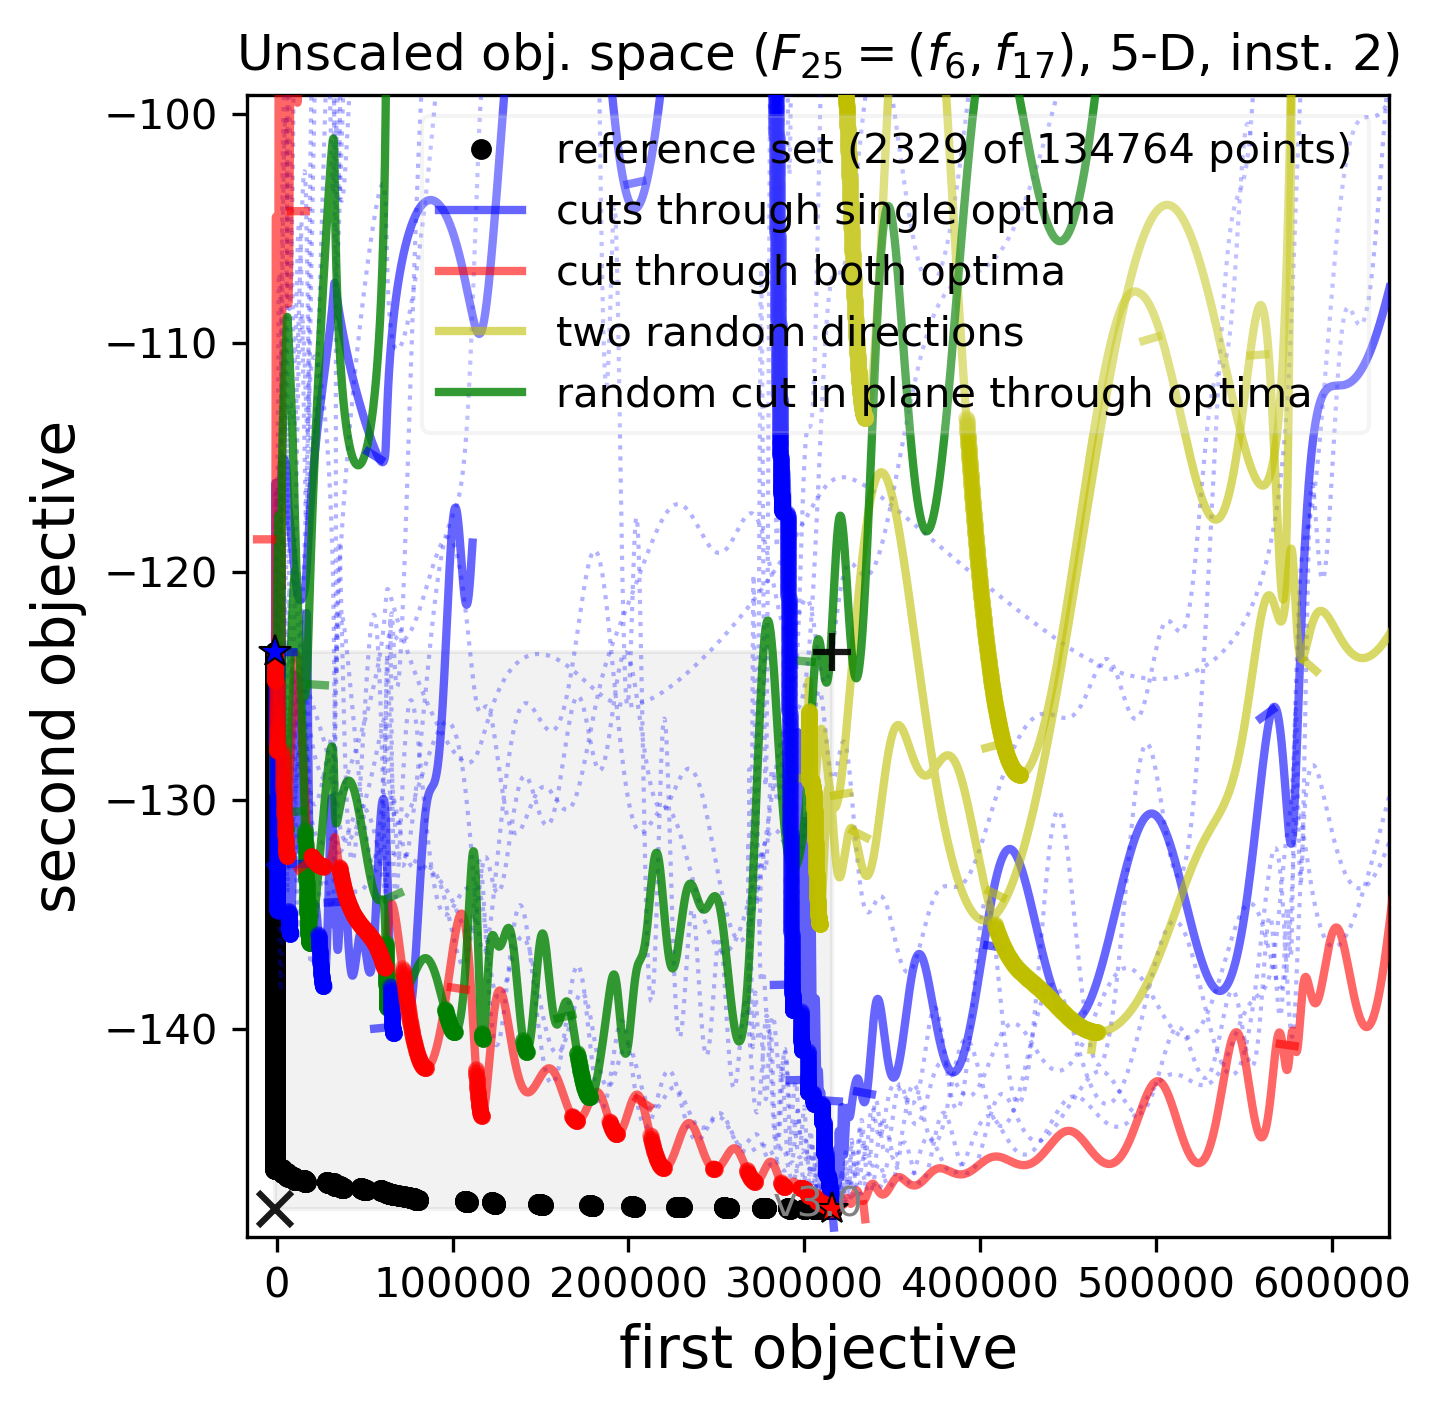 Unscaled obj. space (F₂₅ = (f₆, f₁₇), 5-D, inst. 2)
−100
−110
−120
−130
−140
second objective
reference set (2329 of 134764 points)
cuts through single optima
cut through both optima
two random directions
random cut in plane through optima
v3.0
0 100000 200000 300000 400000 500000 600000
first objective